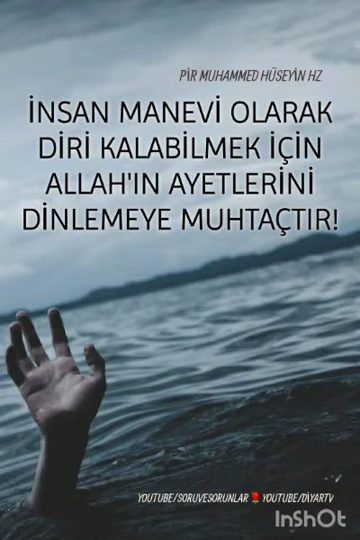 PİR MUHAMMED HÜSEYİN HZ
İNSAN MANEVİ OLARAK
DİRİ KALABİLMEK İÇİN
ALLAH'IN AYETLERİNİ
DİNLEMEYE MUHTAÇTIR!
YOUTUBE/SORUVESORUNLAR🌹YOUTUBE/DİYARTV
InShOt